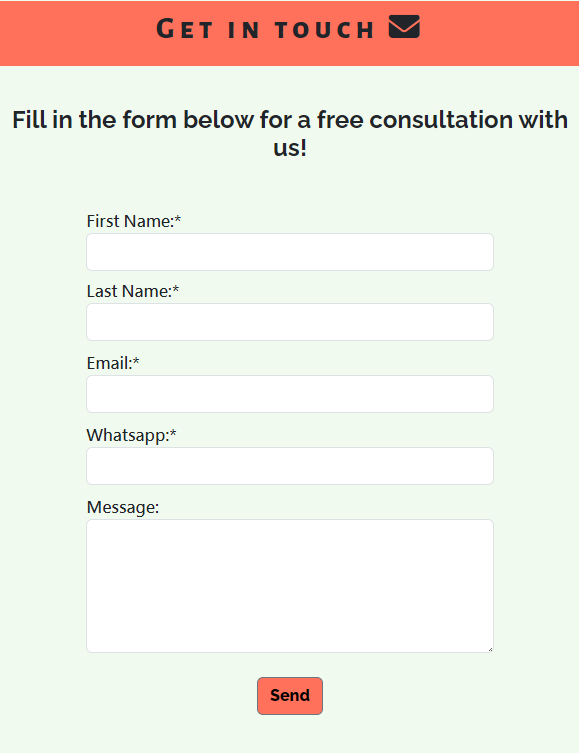 Get in touch
Fill in the form below for a free consultation with
us!
First Name:*
Last Name:*
Email:*
Whatsapp:*
Message:
Send